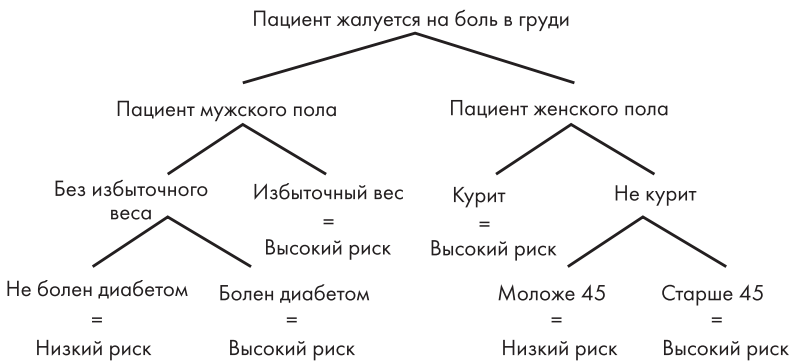 Пациент жалуется на боль в груди
Пациент мужского пола
Пациент женского пола
Без избыточного
веса
Избыточный вес
=
Высокий риск
Курит
=
Высокий риск
Не курит
Не болен диабетом
=
Низкий риск
Болен диабетом
=
Высокий риск
Моложе 45
=
Низкий риск
Старше 45
=
Высокий риск